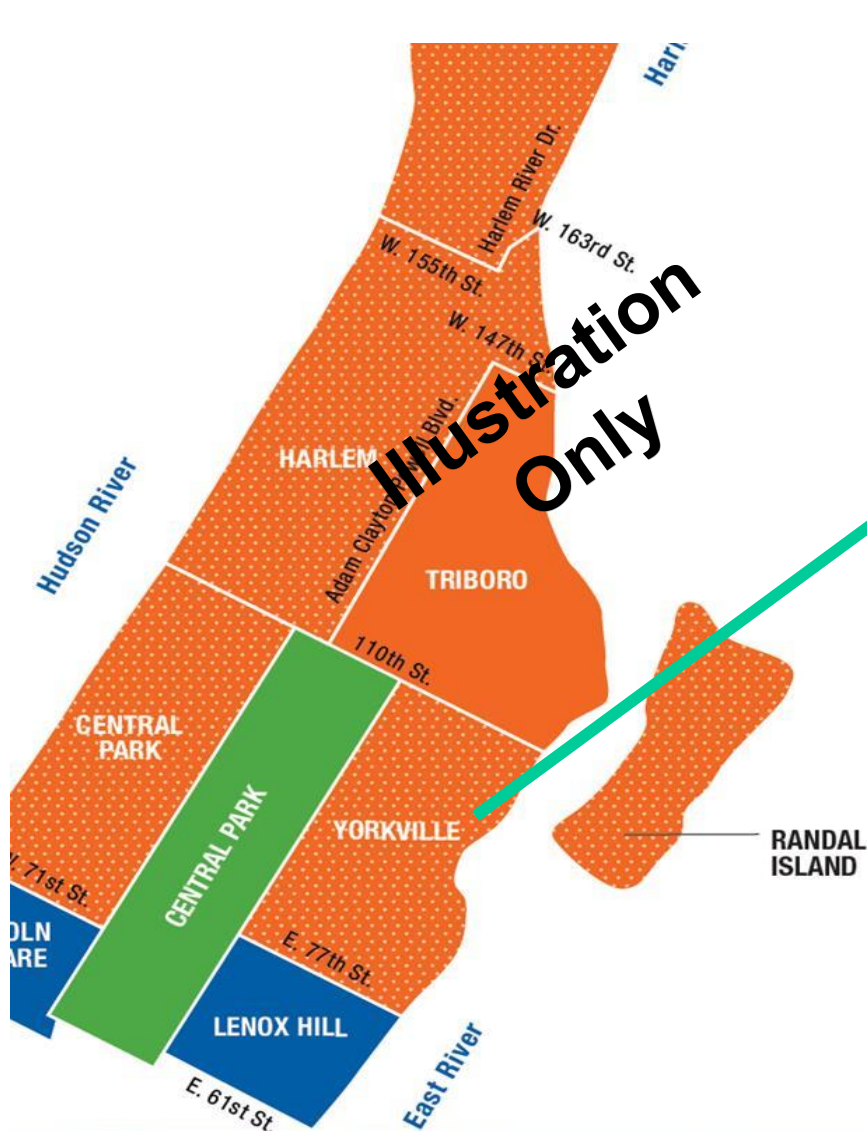 Harlem River Dr.
W. 163rd St.
W. 155th St.
W. 147th St.
Illustration
Only
HARLEM
Adam Clayton Blvd.
Hudson River
TRIBORO
110th St.
CENTRAL
PARK
CENTRAL PARK
YORKVILLE
RANDAL
ISLAND
71st St.
OLN
ARE
E. 77th St.
LENOX HILL
East River
E. 61st St.